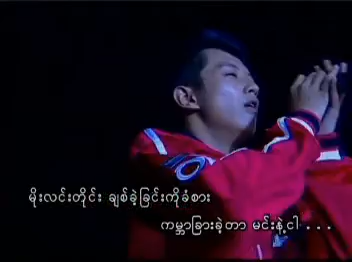 မိုးလင်းတိုင်း ချစ်ခဲ့ခြင်းကိုခံစား
ကမ္ဘာခြားခဲ့တာ မင်းနဲ့ငါ . . .